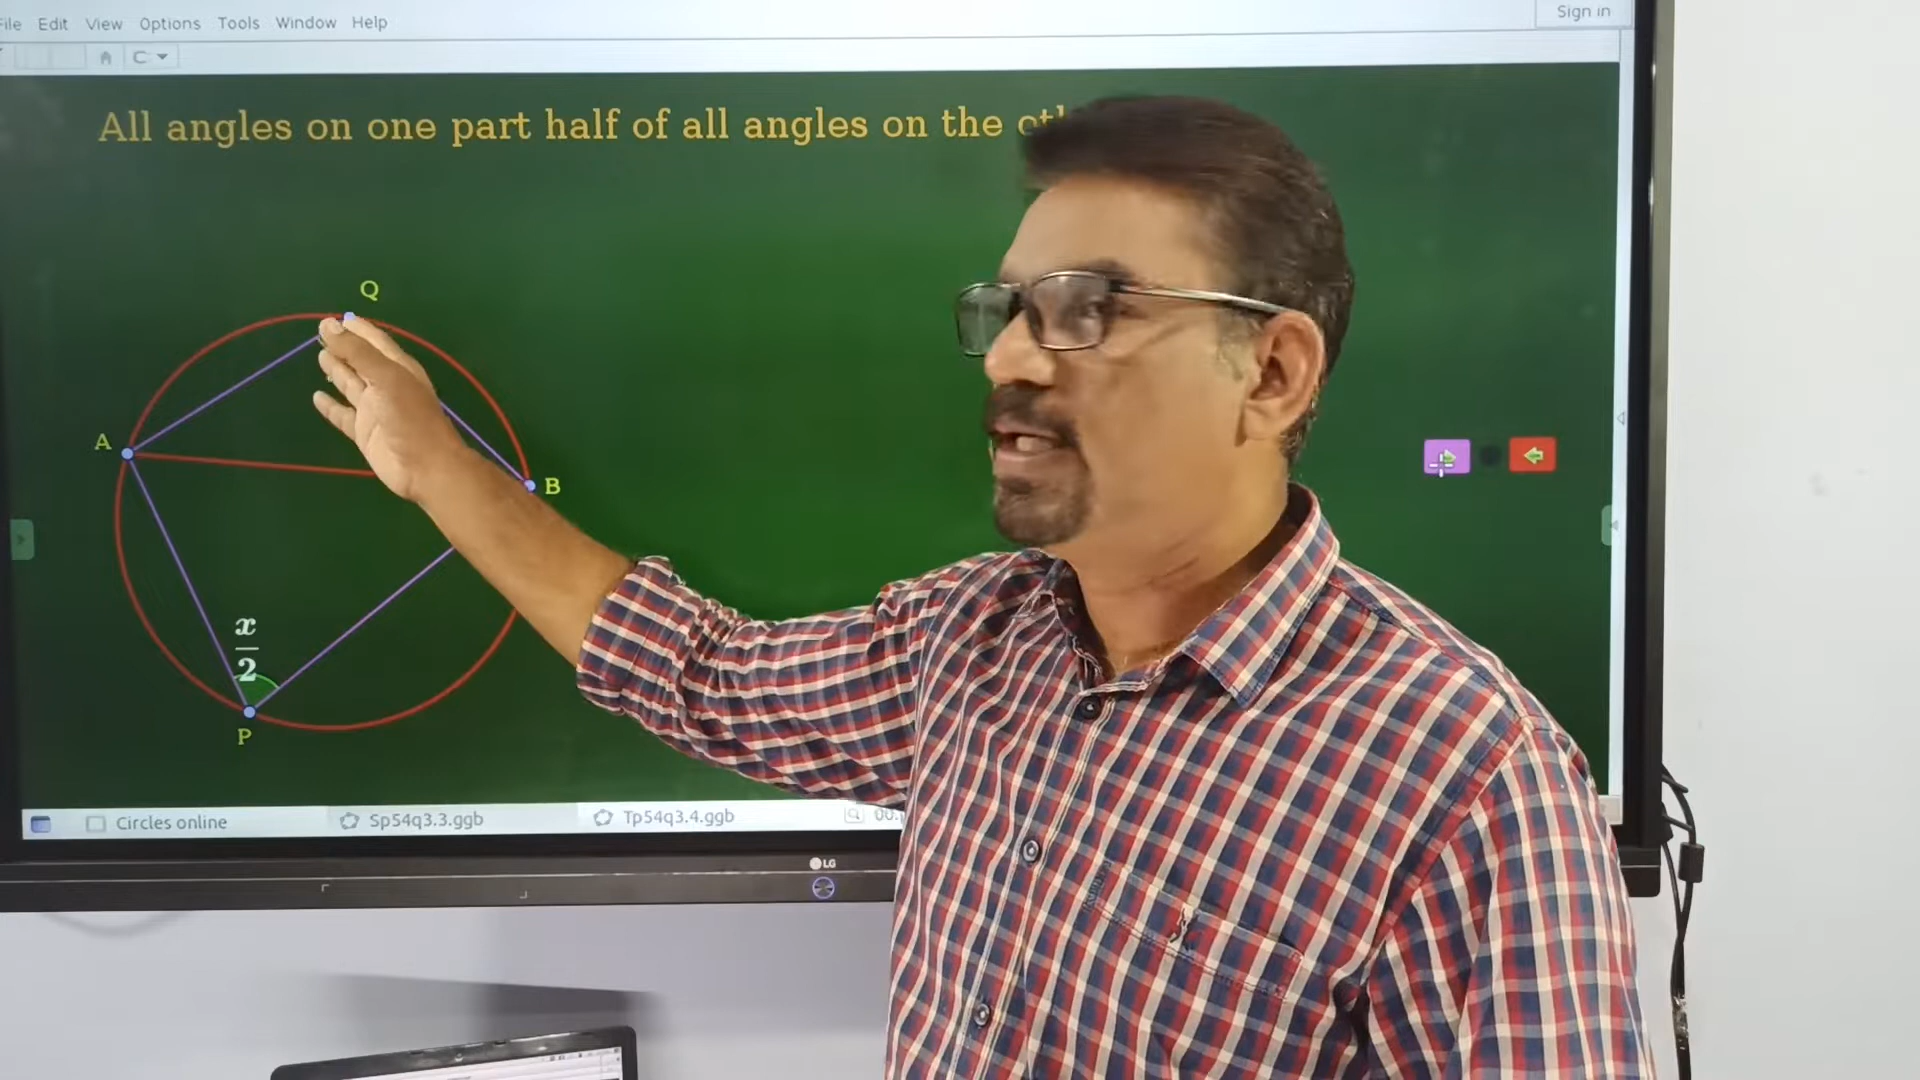 File Edit View Options Tools Window Help
Sign in
C
All angles on one part half of all angles on the
Q
A
B
x
2
P
Circles online
Sp54q3.3.ggb
Tp54q3.4.ggb
LG